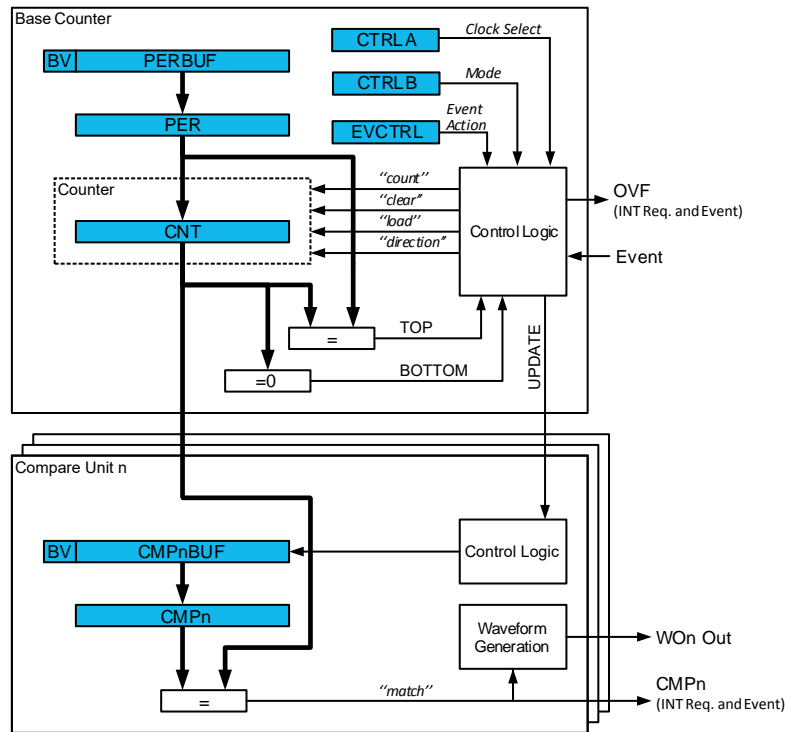 Base Counter
CTRLA
Clock Select
BV
PERBUF
CTRLB
Mode
Event
Action
PER
EVCTRL
Counter
"count"
OVF
(INT Req. and Event)
"clear"
CNT
"load"
Control Logic
"direction"
Event
=
TOP
UPDATE
=0
BOTTOM
Compare Unit n
BV
CMPnBUF
Control Logic
CMPn
Waveform
Generation
WOn Out
=
"match"
CMPn
(INT Req. and Event)